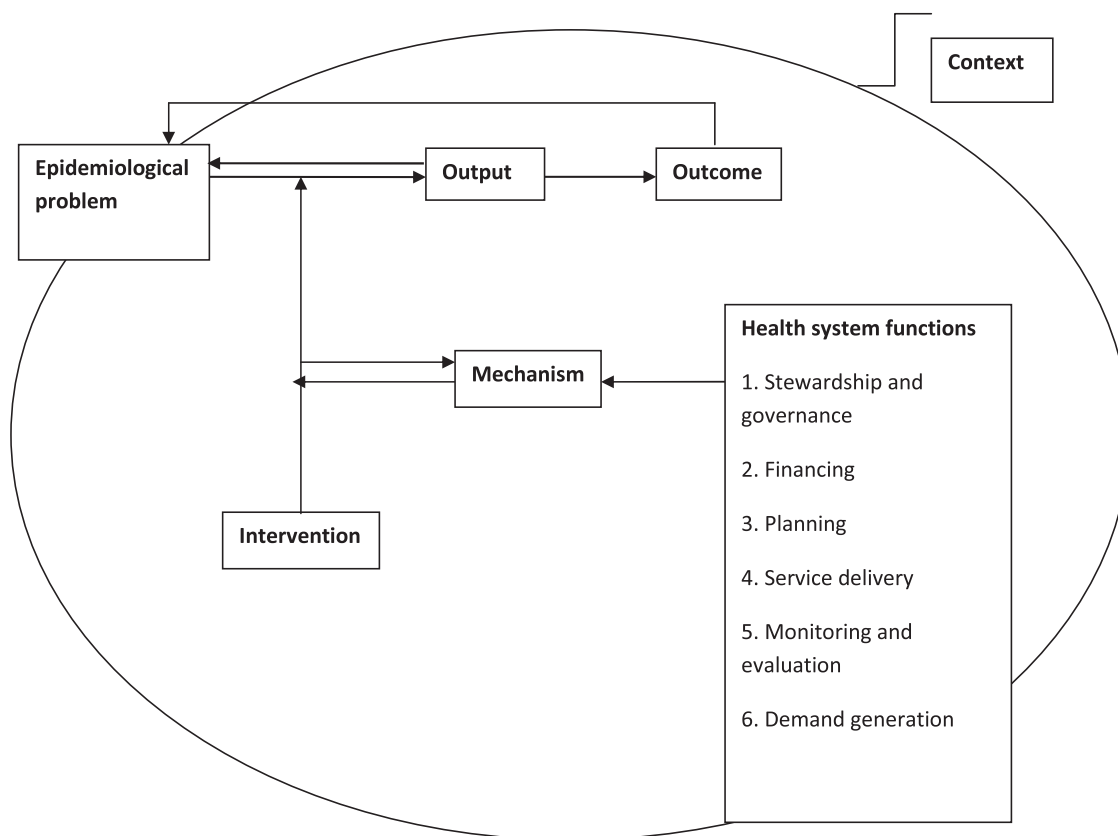 Context
Epidemiological
problem
Output
Outcome
Health system functions
1. Stewardship and
governance
2. Financing
3. Planning
4. Service delivery
5. Monitoring and
evaluation
6. Demand generation
Mechanism
Intervention